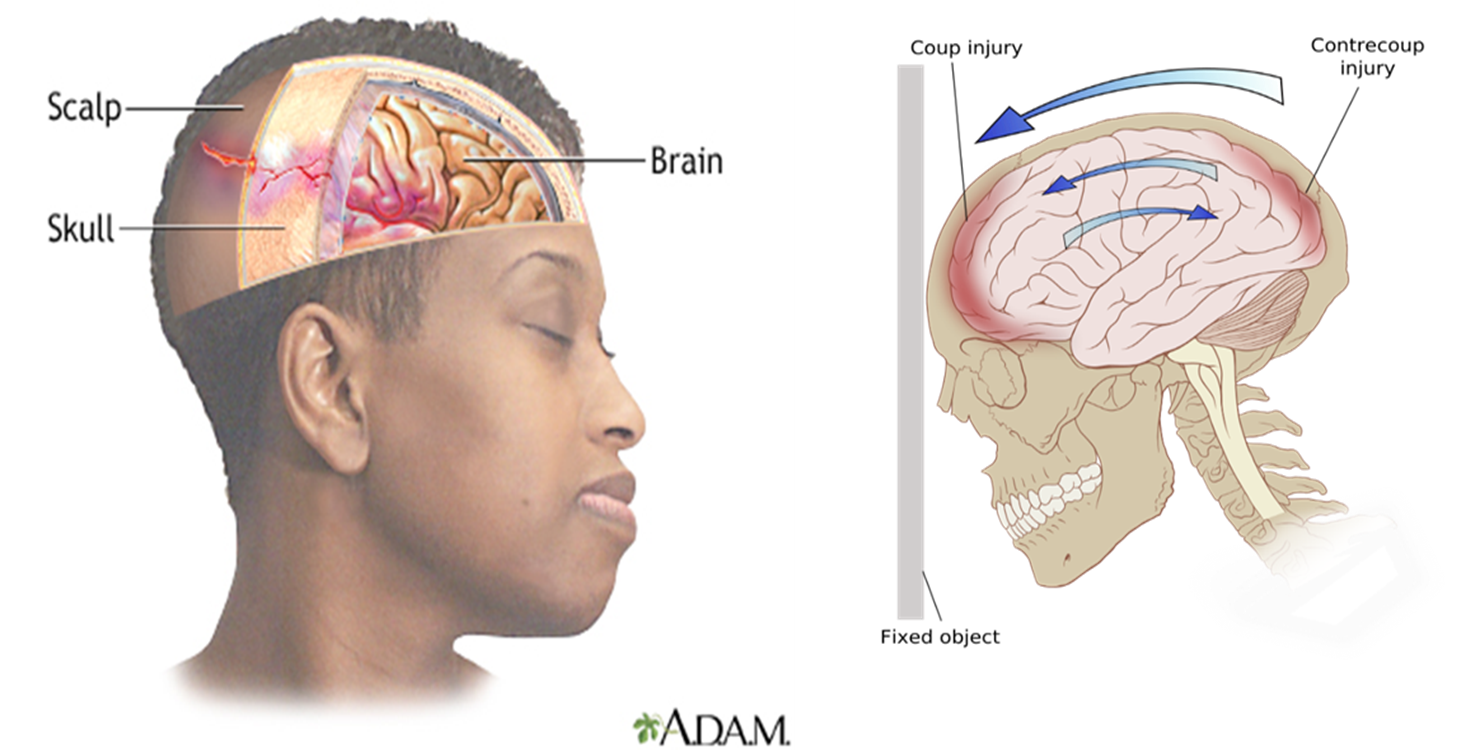 Scalp
Brain
Skull
A.D.A.M.
Coup injury
Contrecoup
injury
Fixed object